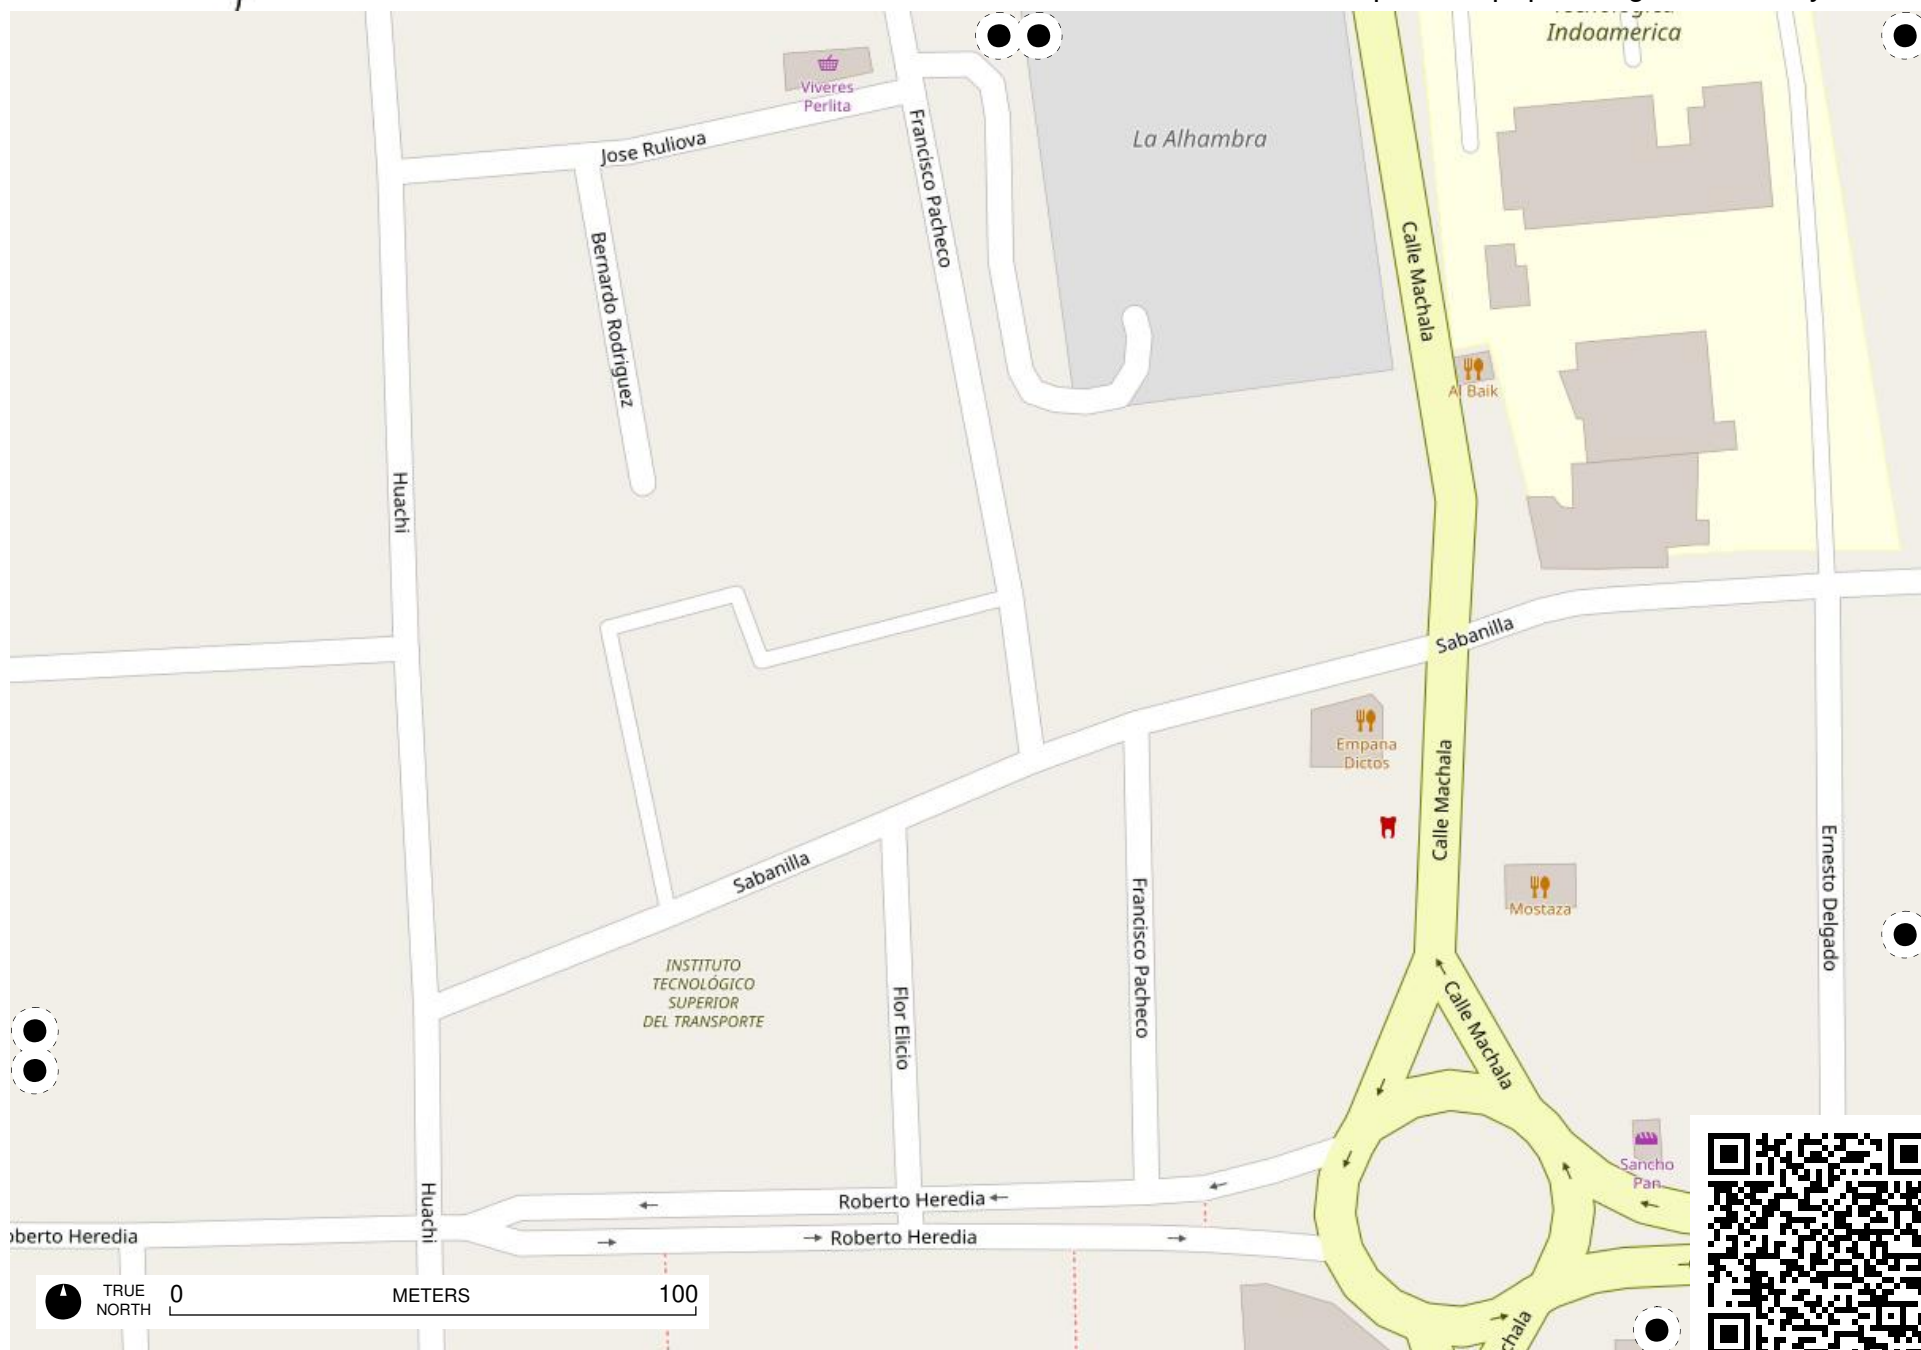 Indoamerica
Viveres
Perlita
Jose Ruliova
La Alhambra
Francisco Pacheco
Bernardo Rodriguez
Calle Machala
Al Baik
Huachi
Sabanilla
Empana
Dictos
Calle Machala
Mostaza
Ernesto Delgado
Sabanilla
Francisco Pacheco
INSTITUTO
TECNOLÓGICO
SUPERIOR
DEL TRANSPORTE
Flor Elicio
Calle Machala
Sancho
Pan
Huachi
Roberto Heredia
oberto Heredia
Roberto Heredia
TRUE
NORTH
0 METERS 100
chala